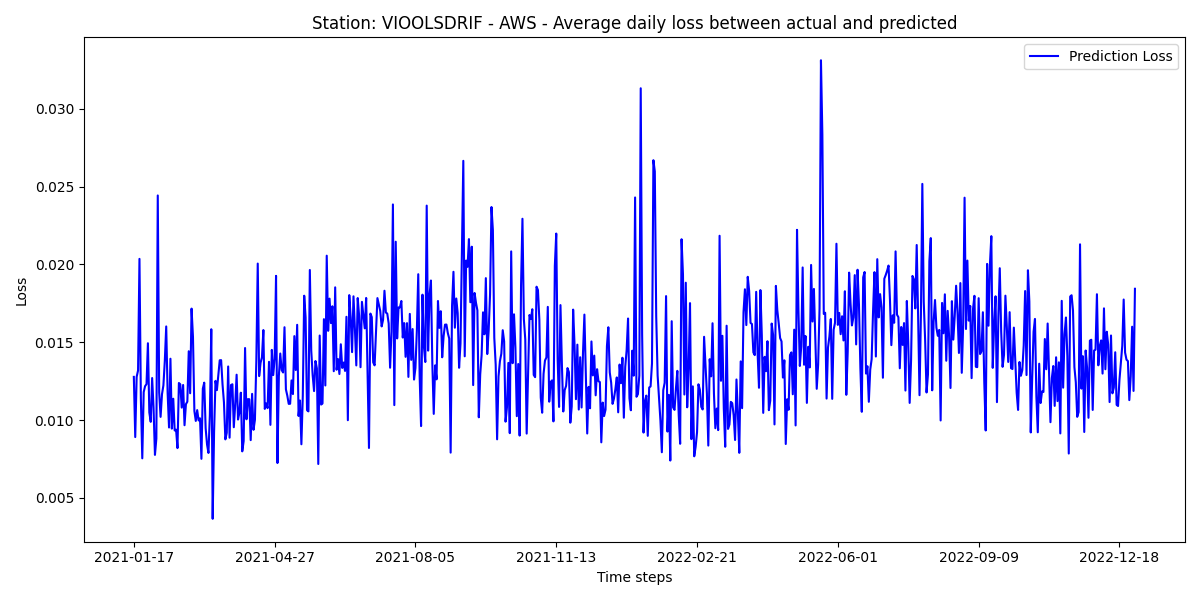 Station: VIOOLSDRIF - AWS - Average daily loss between actual and predicted
Prediction Loss
0.030
0.025
0.020
0.015
0.010
0.005
Loss
2021-01-17 2021-04-27 2021-08-05 2021-11-13 2022-02-21 2022-06-01 2022-09-09 2022-12-18
Time steps